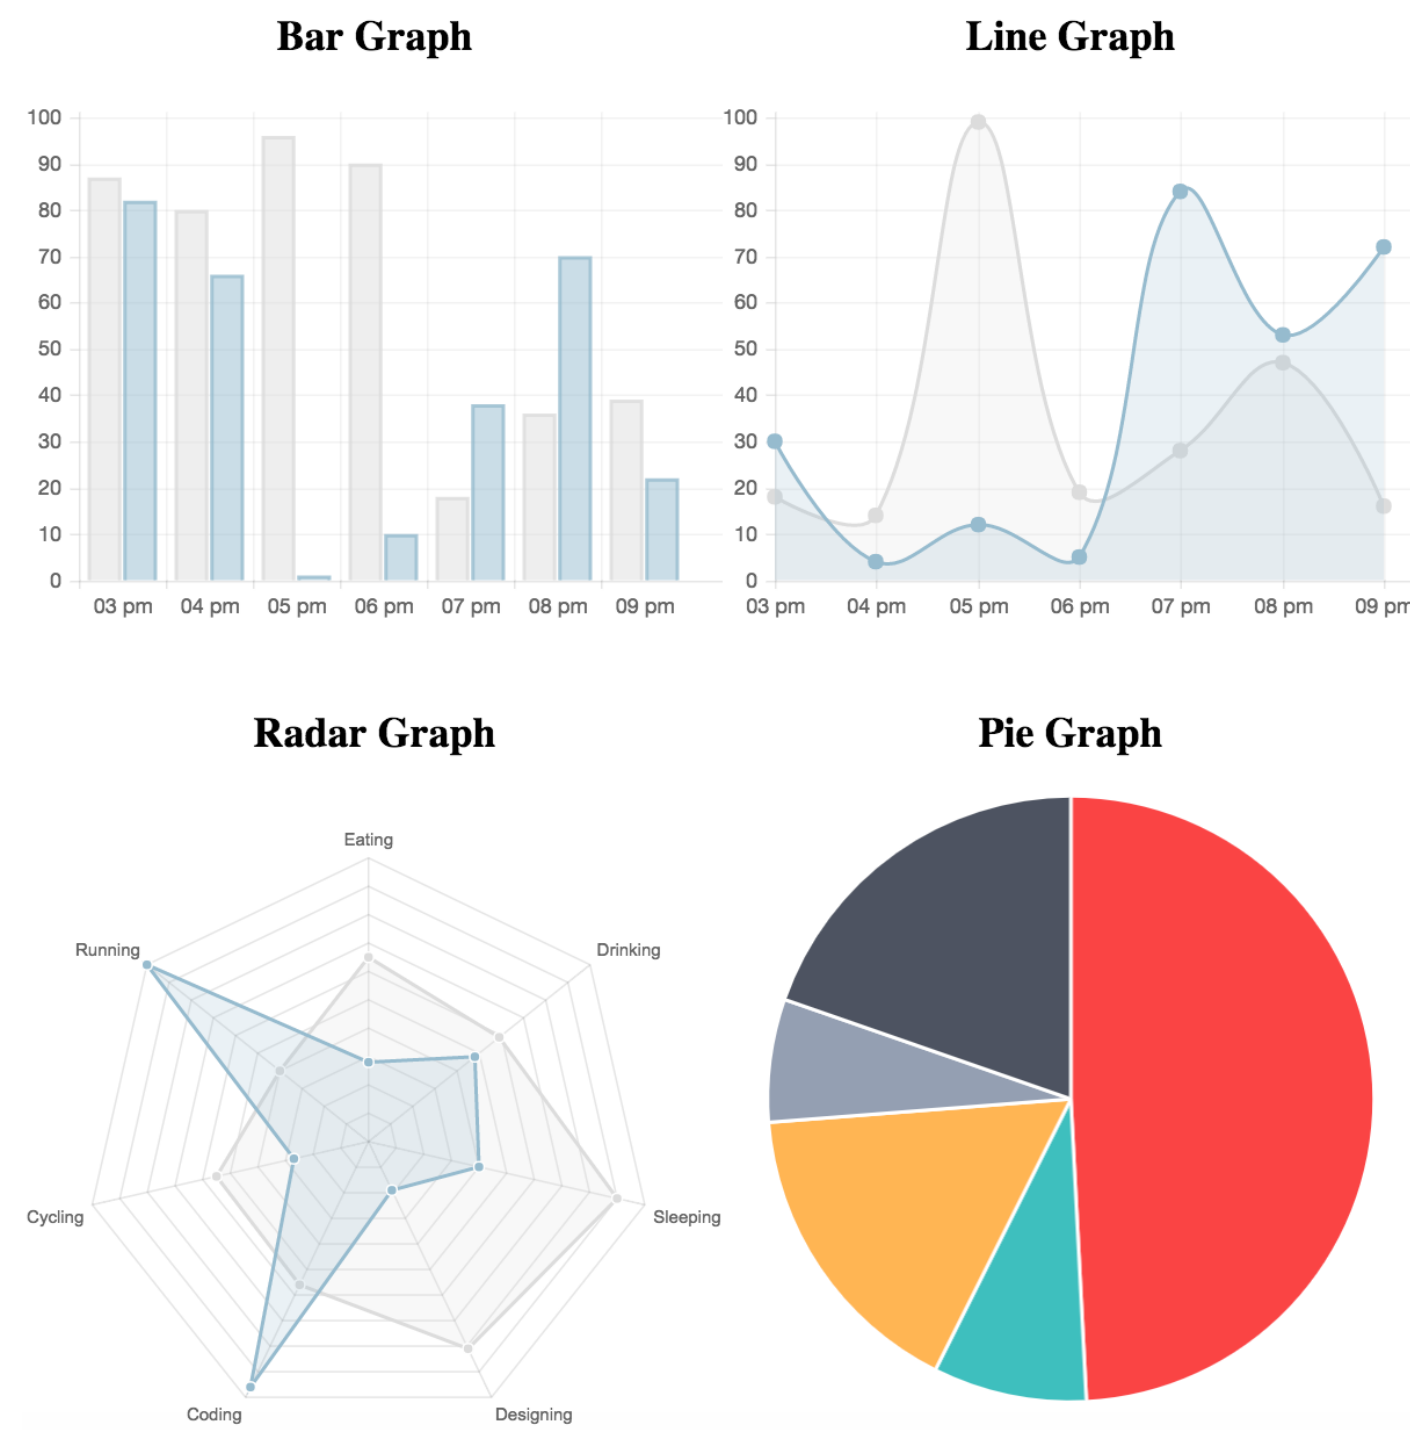 Bar Graph
100
90
80
70
60
50
40
30
20
10
0
03 pm 04 pm 05 pm 06 pm 07 pm 08 pm 09 pm
Line Graph
100
90
80
70
60
50
40
30
20
10
0
03 pm 04 pm 05 pm 06 pm 07 pm 08 pm 09 pm
Radar Graph
Eating
Drinking
Sleeping
Designing
Coding
Cycling
Running
Pie Graph